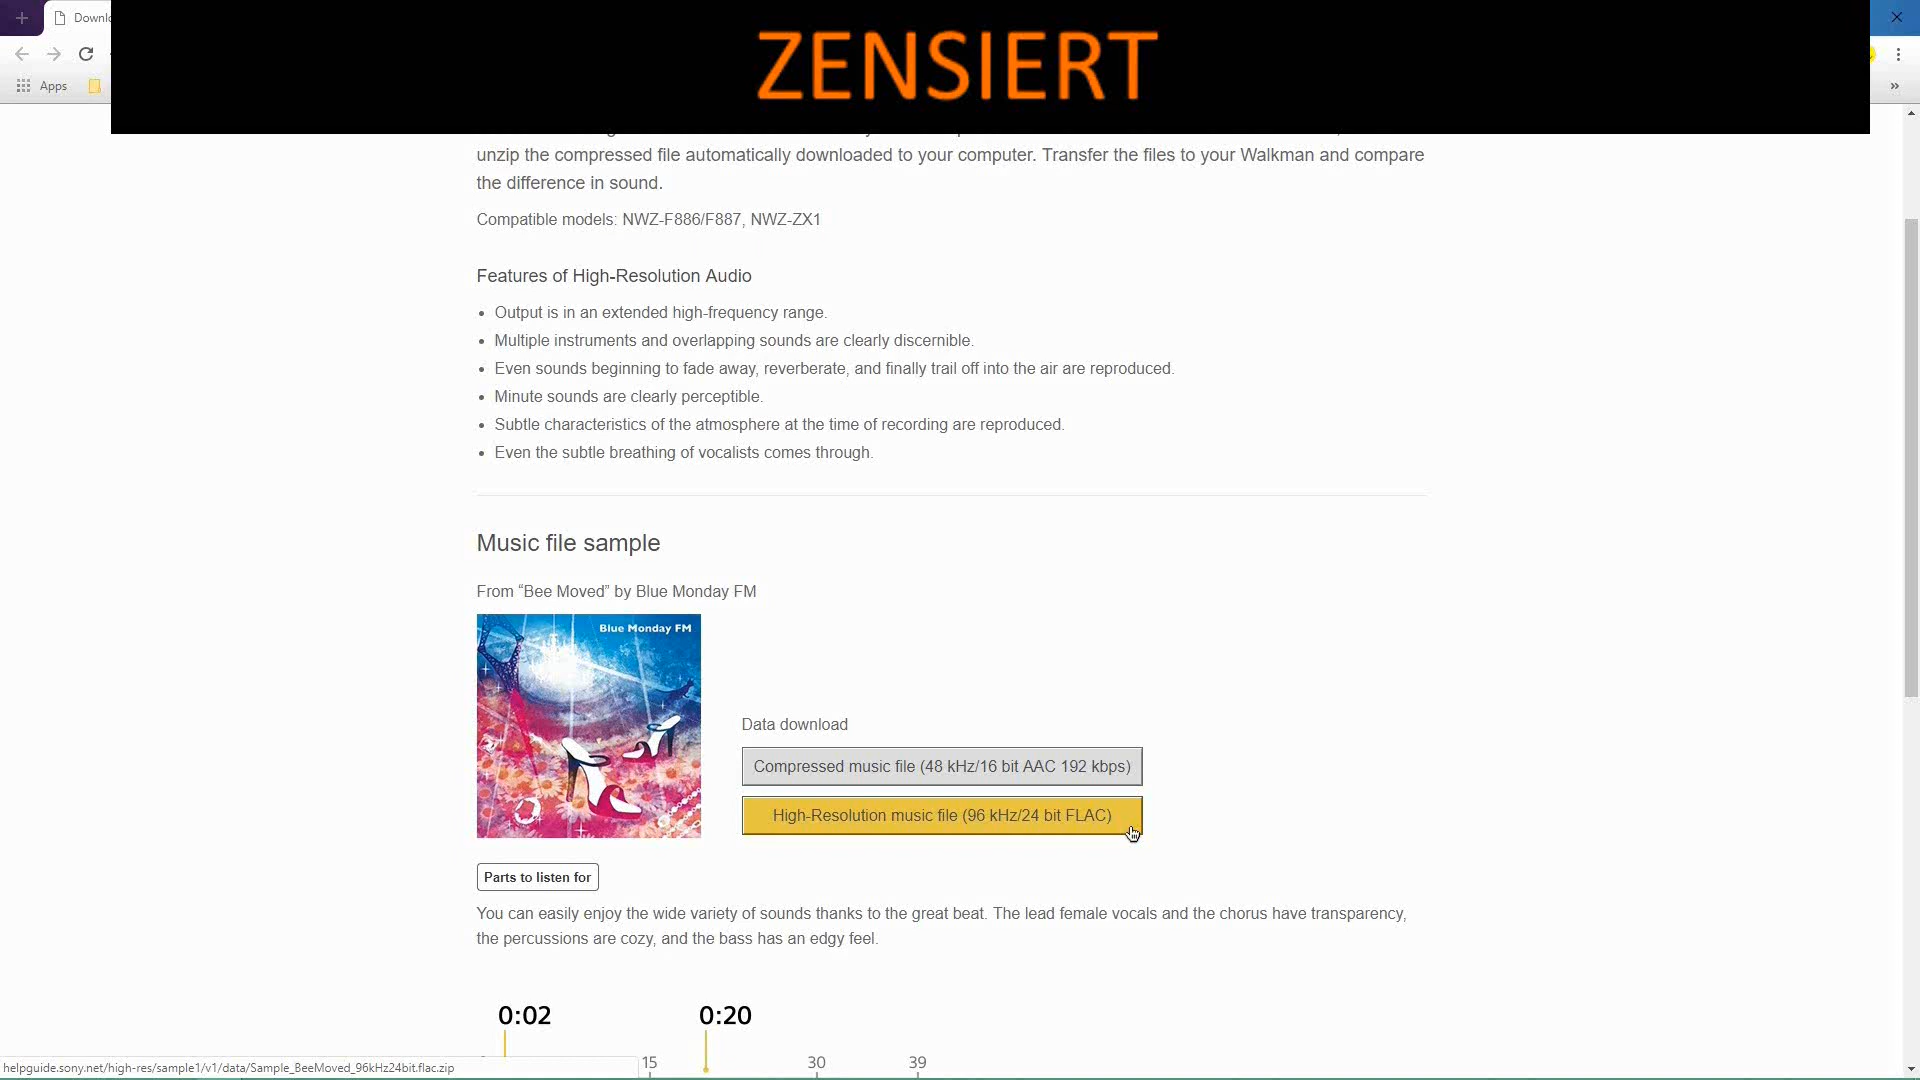 Downl
ZENSIERT
Apps
unzip the compressed file automatically downloaded to your computer. Transfer the files to your Walkman and compare
the difference in sound.
Compatible models: NWZ-F886/F887, NWZ-ZX1
Features of High-Resolution Audio
• Output is in an extended high-frequency range.
• Multiple instruments and overlapping sounds are clearly discernible.
• Even sounds beginning to fade away, reverberate, and finally trail off into the air are reproduced.
• Minute sounds are clearly perceptible.
• Subtle characteristics of the atmosphere at the time of recording are reproduced.
• Even the subtle breathing of vocalists comes through.
Music file sample
From “Bee Moved” by Blue Monday FM
Blue Monday FM
Data download
Compressed music file (48 kHz/16 bit AAC 192 kbps)
High-Resolution music file (96 kHz/24 bit FLAC)
Parts to listen for
You can easily enjoy the wide variety of sounds thanks to the great beat. The lead female vocals and the chorus have transparency,
the percussions are cozy, and the bass has an edgy feel.
0:02 0:20
15 30 39
helpguide.sony.net/high-res/sample1/v1/data/Sample_BeeMoved_96kHz24bit.flac.zip